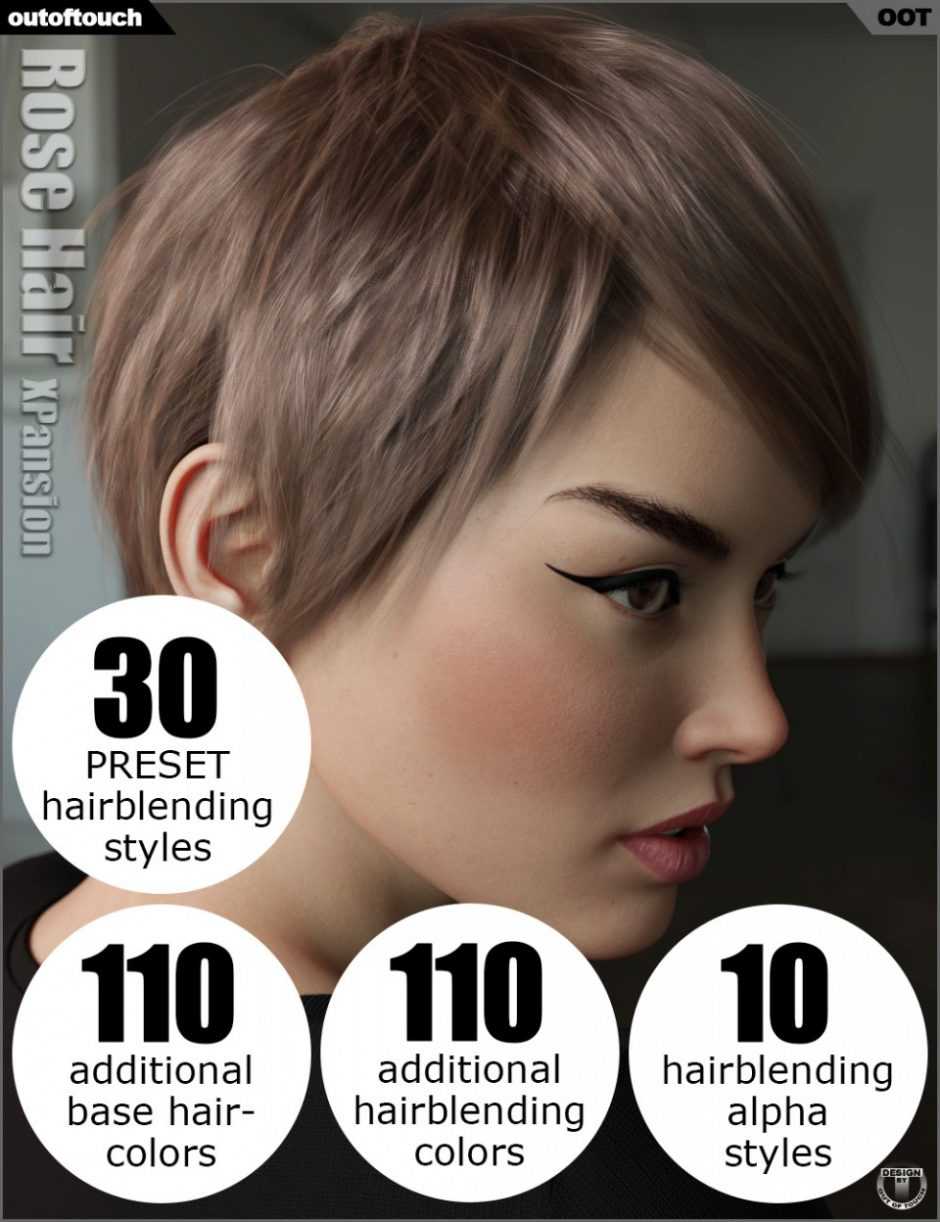 outoftouch
OOT
Rose Hair XPansion
30
PRESET
hairblending
styles
110
additional
base hair-
colors
110
additional
hairblending
colors
10
hairblending
alpha
styles
DESIGN
BY
OUT OF TOUCH